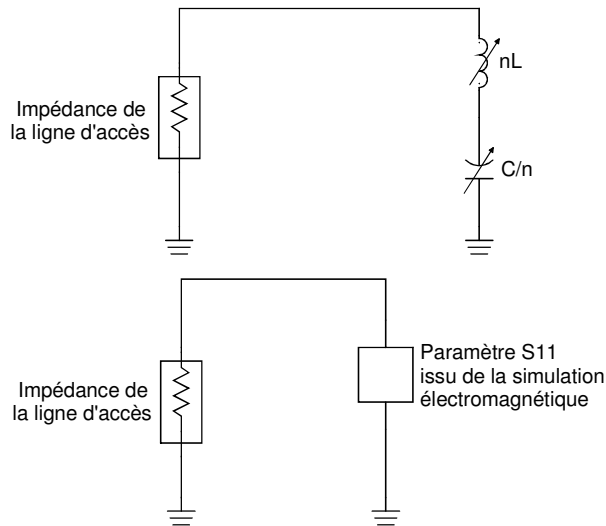 nL
Impédance de
la ligne d'accès
C/n
Paramètre S11
issu de la simulation
électromagnétique
Impédance de
la ligne d'accès